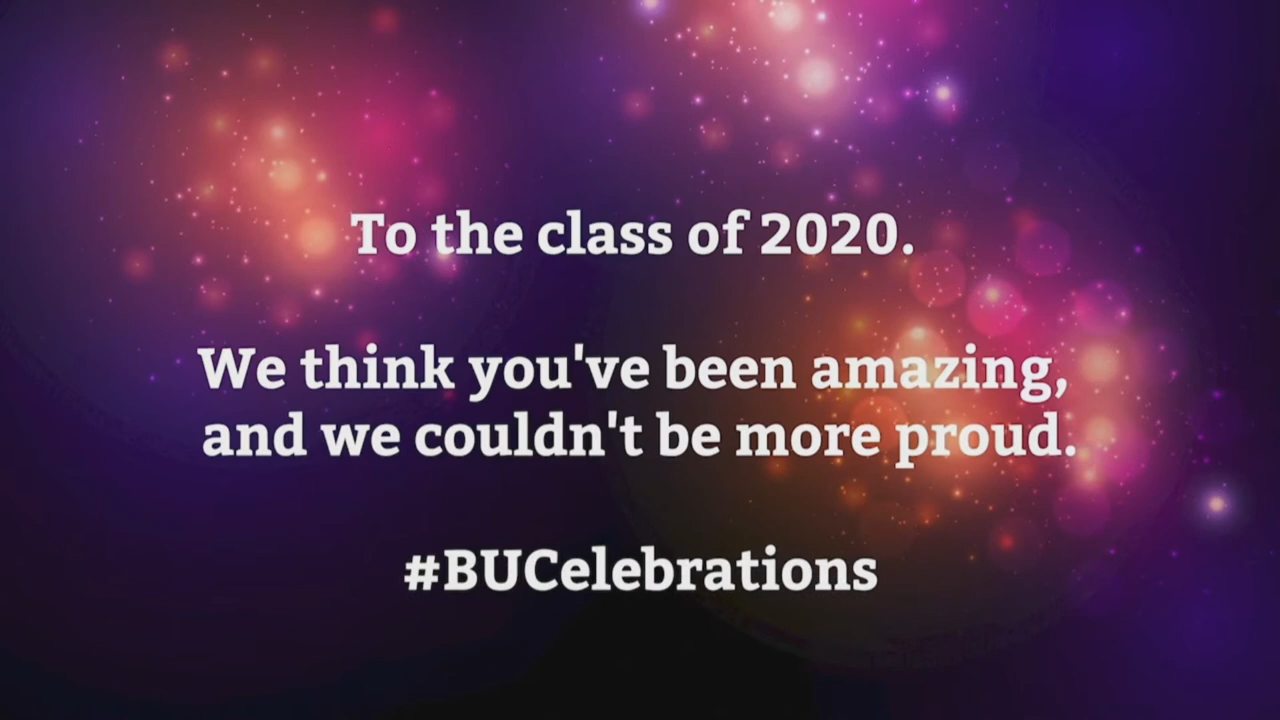 To the class of 2020.
We think you've been amazing,
and we couldn't be more proud.
#BUCelebrations